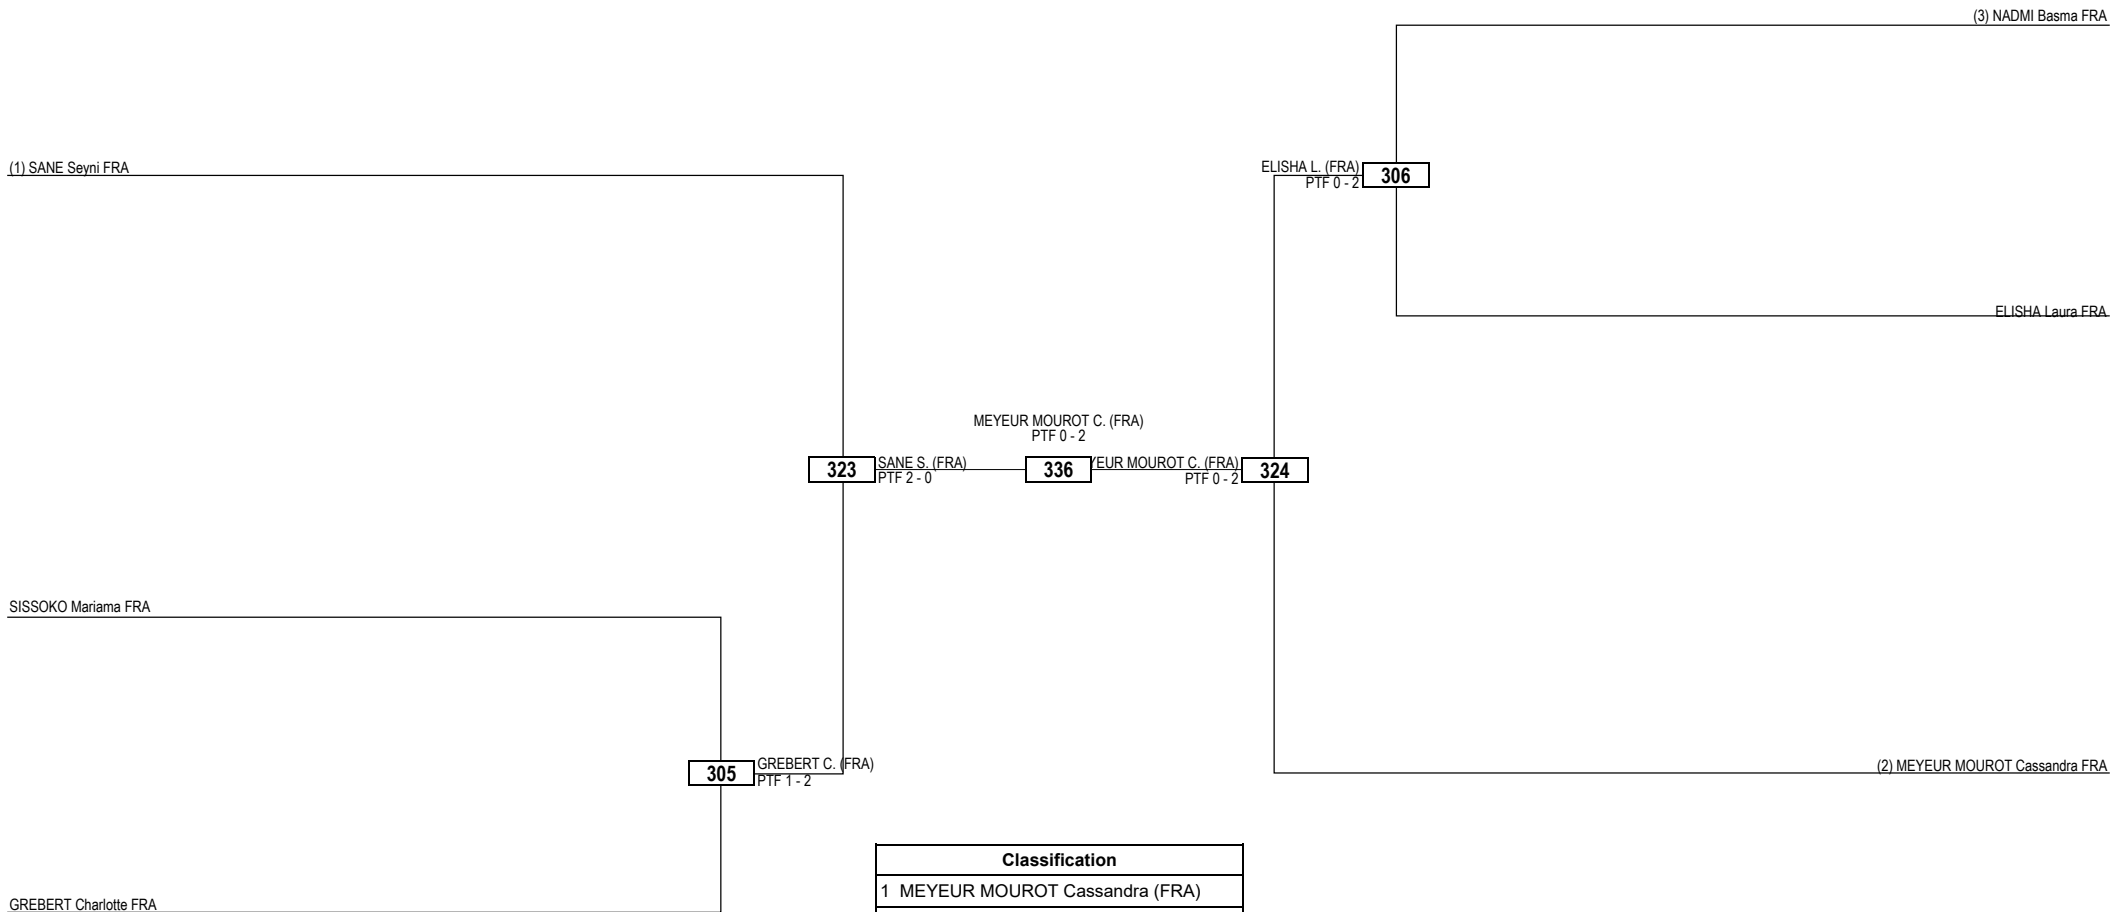 (3) NADMI Basma FRA
(1) SANE Seyni FRA
ELISHA L. (FRA)
PTF 0 - 2
306
ELISHA Laura FRA
MEYEUR MOUROT C. (FRA)
PTF 0 - 2
323
SANE S. (FRA)
PTF 2 - 0
336
YEUR MOUROT C. (FRA)
PTF 0 - 2
324
SISSOKO Mariama FRA
305
GREBERT C. (FRA)
PTF 1 - 2
(2) MEYEUR MOUROT Cassandra FRA
Classification
1 MEYEUR MOUROT Cassandra (FRA)
GREBERT Charlotte FRA